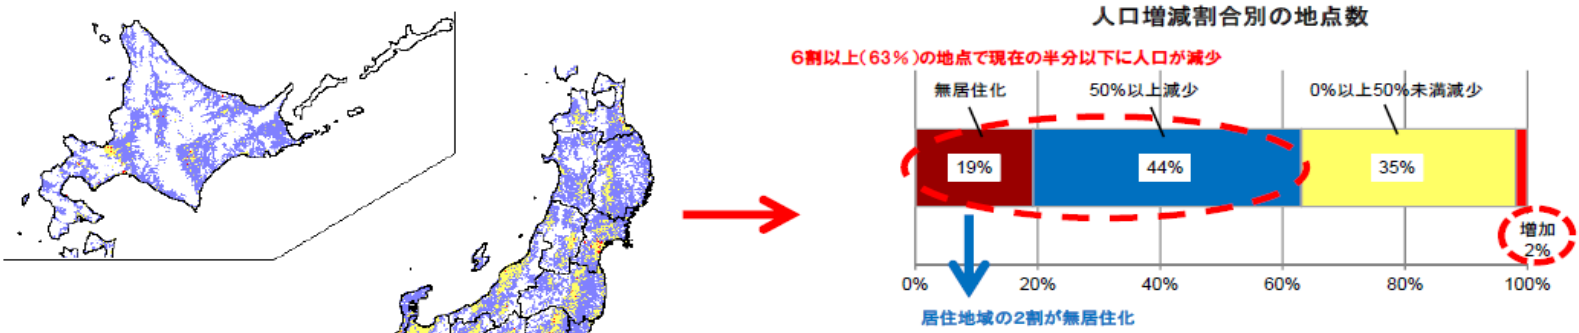 人口増減割合別の地点数
6割以上(63%)の地点で現在の半分以下に人口が減少
無居住化
50%以上減少
0%以上50%未満減少
19%
44%
35%
増加
2%
0%
20%
40%
60%
80%
100%
居住地域の2割が無居住化